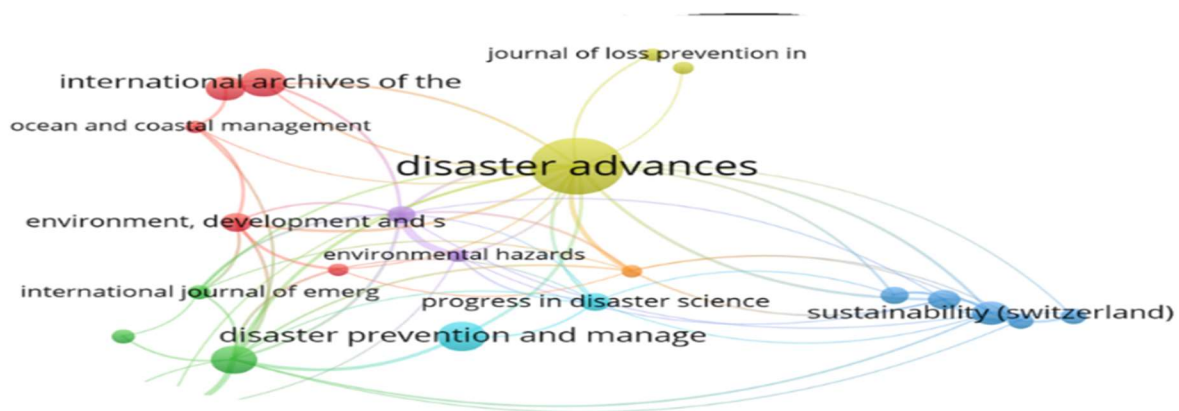 journal of loss prevention in
international archives of the
ocean and coastal management
disaster advances
environment, development and s
environmental hazards
international journal of emerg
progress in disaster science
sustainability (switzerland)
disaster prevention and manage